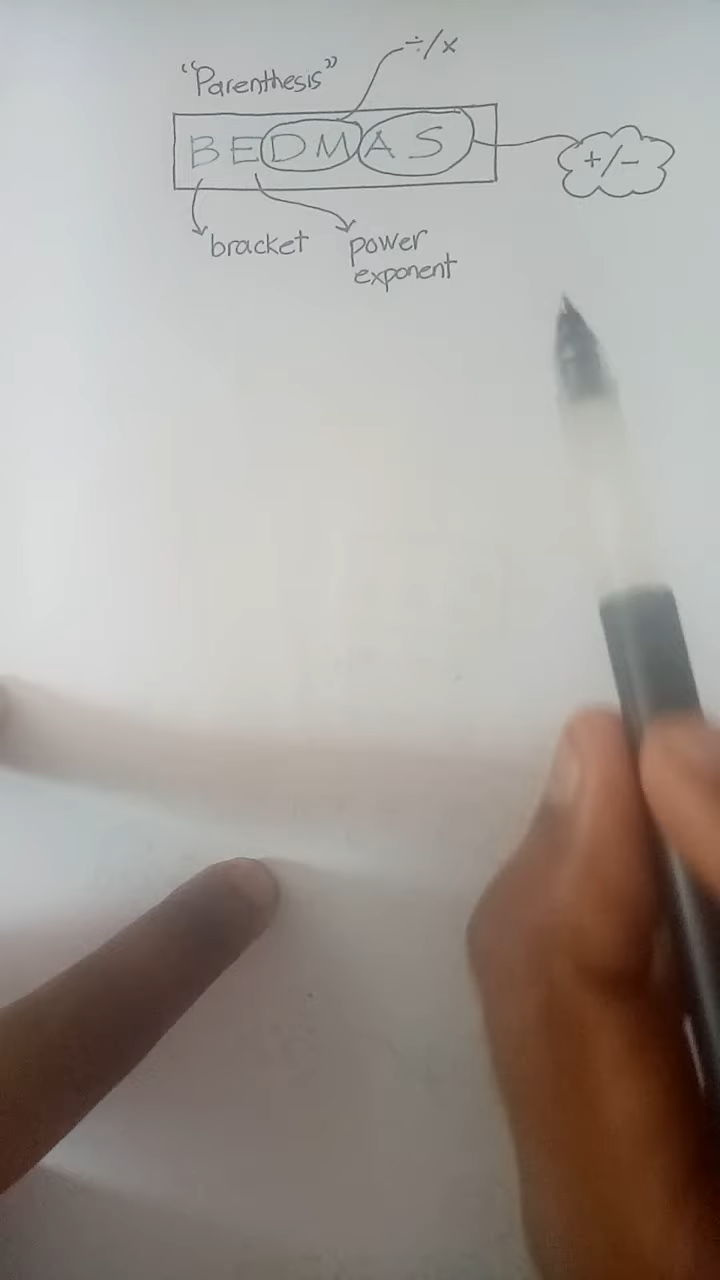 ÷/x
"Parenthesis"
BEDMAS
+/-
bracket
power
exponent